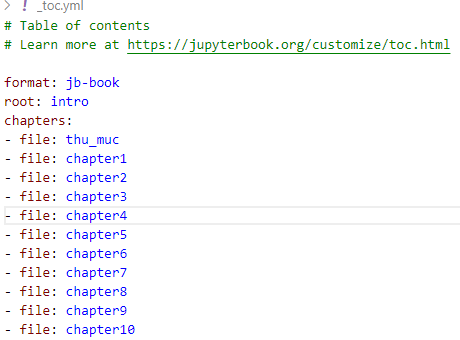 > ! _toc.yml
# Table of contents
# Learn more at https://jupyterbook.org/customize/toc.html
format: jb-book
root: intro
chapters:
- file: thu_muc
- file: chapter1
- file: chapter2
- file: chapter3
- file: chapter4
- file: chapter5
- file: chapter6
- file: chapter7
- file: chapter8
- file: chapter9
- file: chapter10